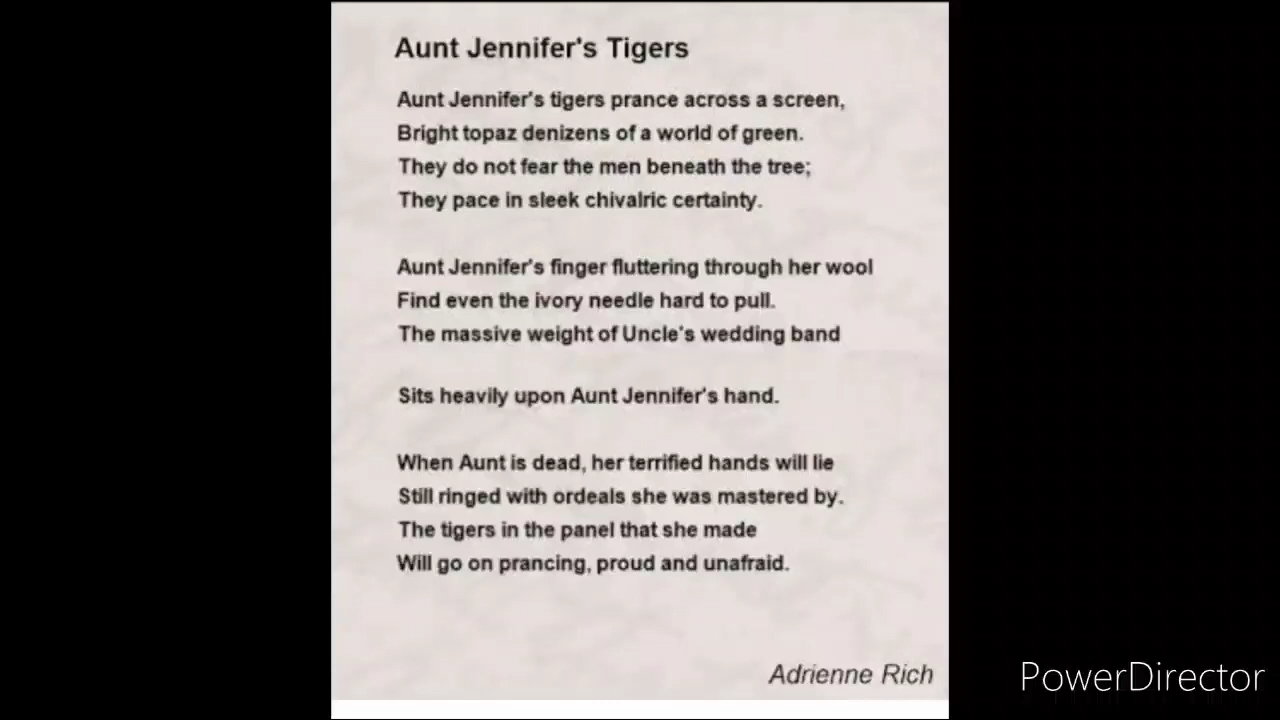 Aunt Jennifer's Tigers
Aunt Jennifer's tigers prance across a screen,
Bright topaz denizens of a world of green.
They do not fear the men beneath the tree;
They pace in sleek chivalric certainty.
Aunt Jennifer's finger fluttering through her wool
Find even the ivory needle hard to pull.
The massive weight of Uncle's wedding band
Sits heavily upon Aunt Jennifer's hand.
When Aunt is dead, her terrified hands will lie
Still ringed with ordeals she was mastered by.
The tigers in the panel that she made
Will go on prancing, proud and unafraid.
Adrienne Rich
PowerDirector